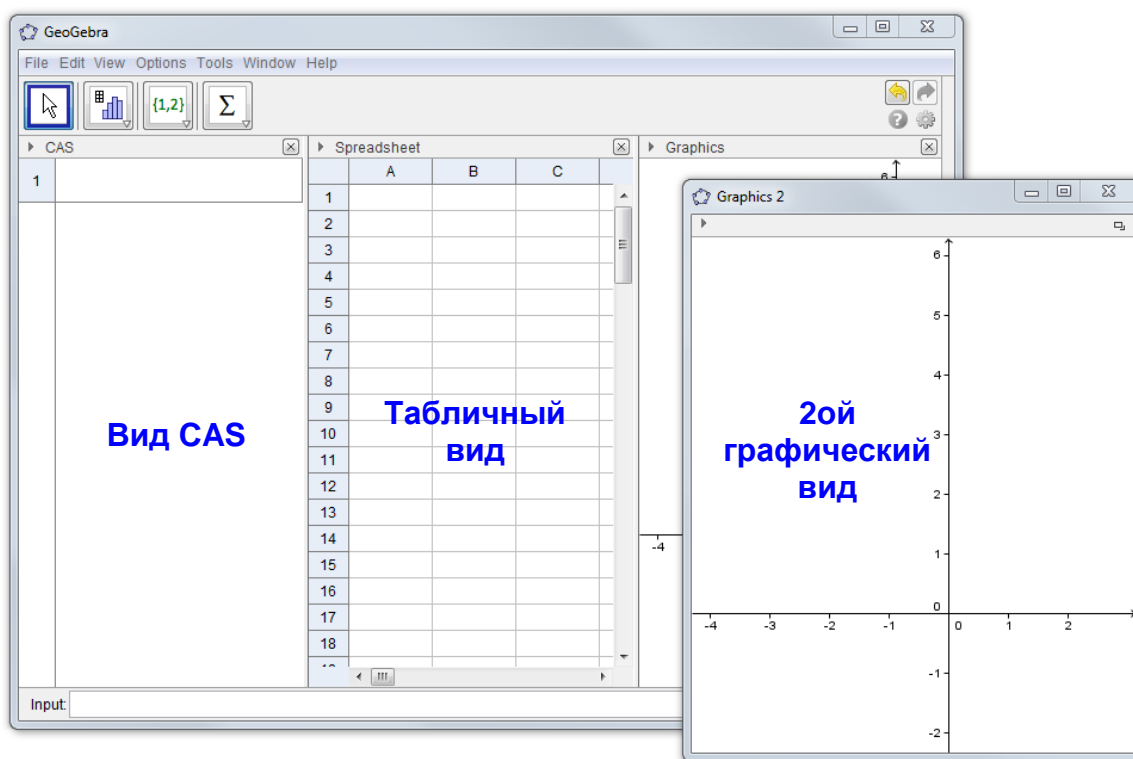 GeoGebra
File Edit View Options Tools Window Help
{1,2} Σ
CAS
Spreadsheet
Graphics
1
A B C
1
2
3
4
5
6
7
8
9
10
11
12
13
14
15
16
17
18
Вид CAS
Табличный
вид
-4
Input:
Graphics 2
6
5
4
3
2
1
0
-4 -3 -2 -1 0 1 2
-1
-2
2ой
графический
вид